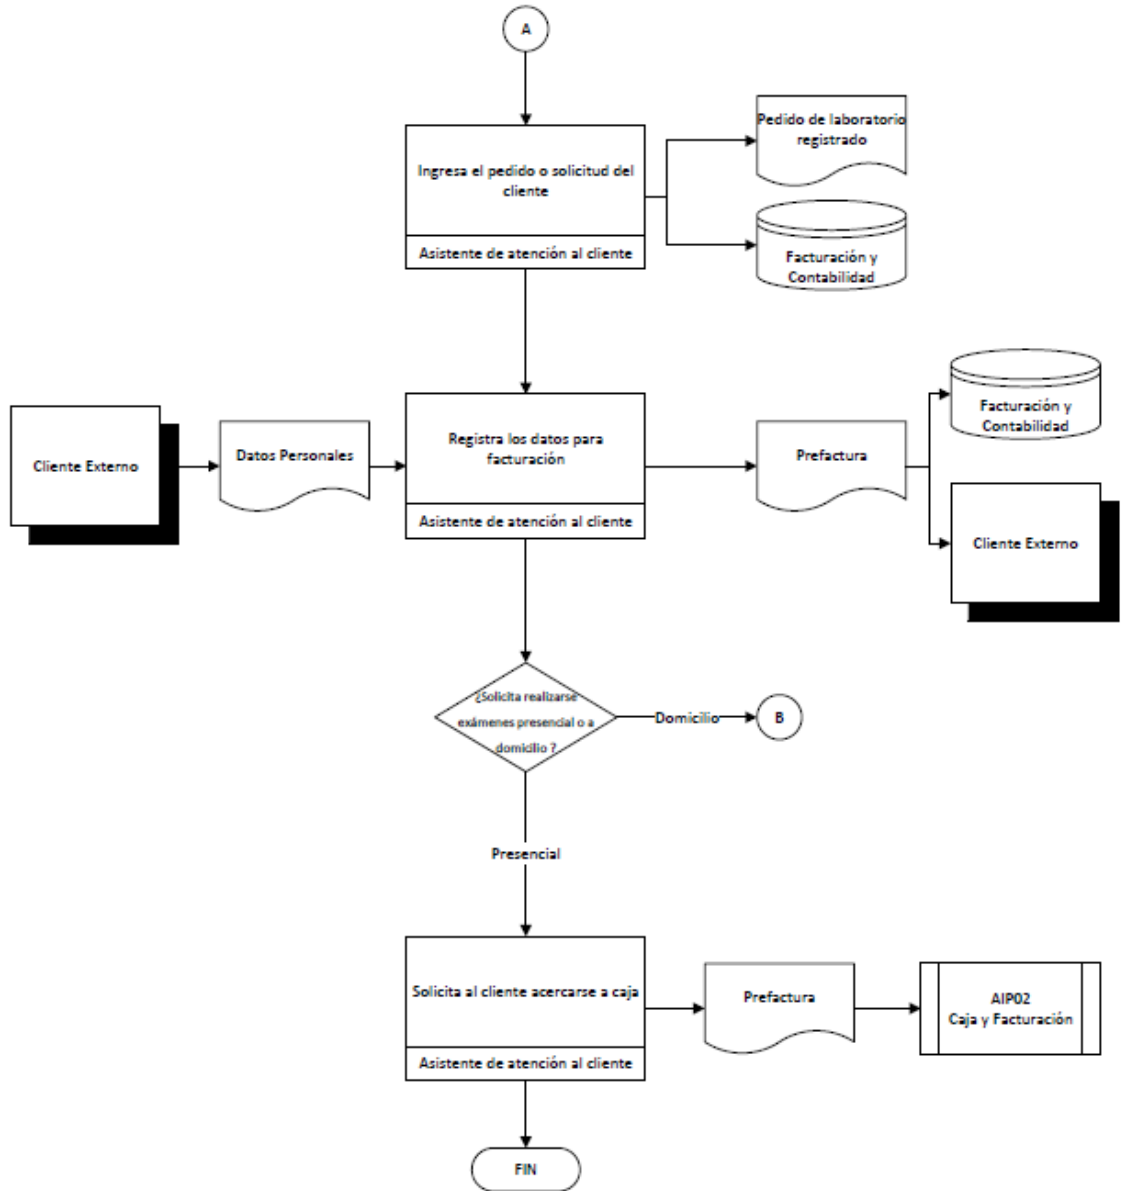 A
Pedido de laboratorio
registrado
Ingresa el pedido o solicitud del
cliente
Asistente de atención al cliente
Facturación y
Contabilidad
Cliente Externo
Datos Personales
Registra los datos para
facturación
Asistente de atención al cliente
Prefactura
Facturación y
Contabilidad
Cliente Externo
¿Solicita realizarse
exámenes presencial o a
domicilio ?
Domicilio
B
Presencial
Solicita al cliente acercarse a caja
Asistente de atención al cliente
Prefactura
AIP02
Caja y Facturación
FIN